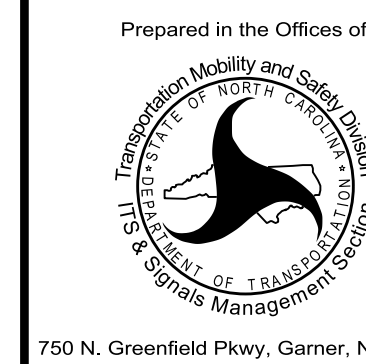 Prepared in the Offices of
Transportation Mobility and Safety Division
STATE OF NORTH CAROLINA
DEPARTMENT OF TRANSPORTATION
ITS & Signals Management Section
750 N. Greenfield Pkwy, Garner, N